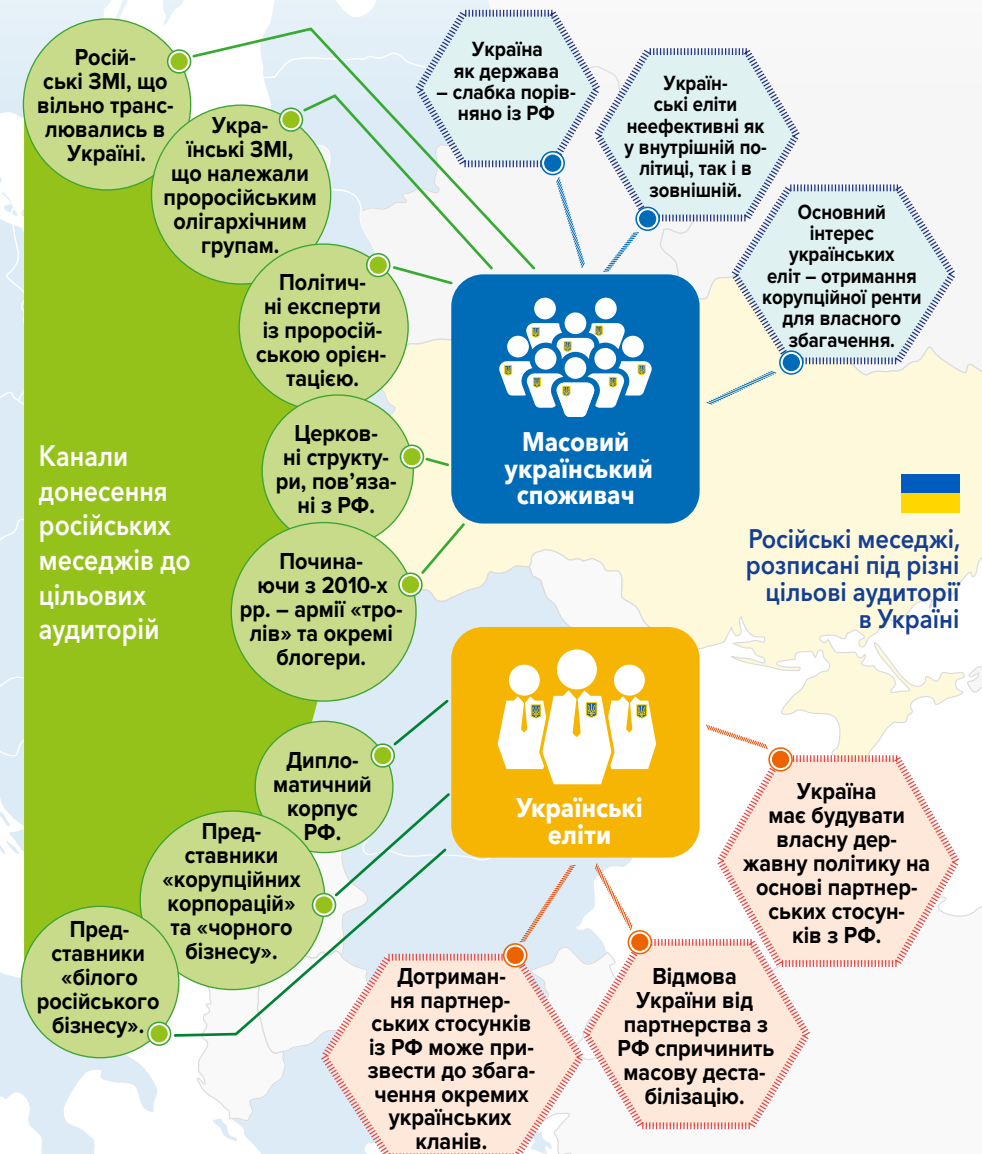 Росій-
ські ЗМІ, що
вільно транс-
лювались в
Україні.
Укра-
їнські ЗМІ,
що належали
проросійським
олігархічним
групам.
Політич-
ні експерти
із проросій-
ською орієн-
тацією.
Церков-
ні структу-
ри, пов’яза-
ні з РФ.
Почина-
ючи з 2010-х
рр. – армії «тро-
лів» та окремі
блогери.
Дипло-
матичний
корпус
РФ.
Пред-
ставники
«корупційних
корпорацій»
та «чорного
бізнесу».
Пред-
ставники
«білого
російського
бізнесу».
Канали
донесення
російських
меседжів до
цільових
аудиторій
Україна
як держава
– слабка порів-
няно із РФ
Україн-
ські еліти
неефективні як
у внутрішній по-
літиці, так і в
зовнішній.
Основний
інтерес
українських
еліт – отримання
корупційної ренти
для власного
збагачення.
Масовий
український
споживач
Російські меседжі,
розписані під різні
цільові аудиторії
в Україні
Українські
еліти
Україна
має будувати
власну дер-
жавну політику на
основі партнер-
ських стосун-
ків з РФ.
Відмова
України від
партнерства з
РФ спричинить
масову деста-
білізацію.
Дотриман-
ня партнер-
ських стосунків
із РФ може при-
звести до збага-
чення окремих
українських
кланів.